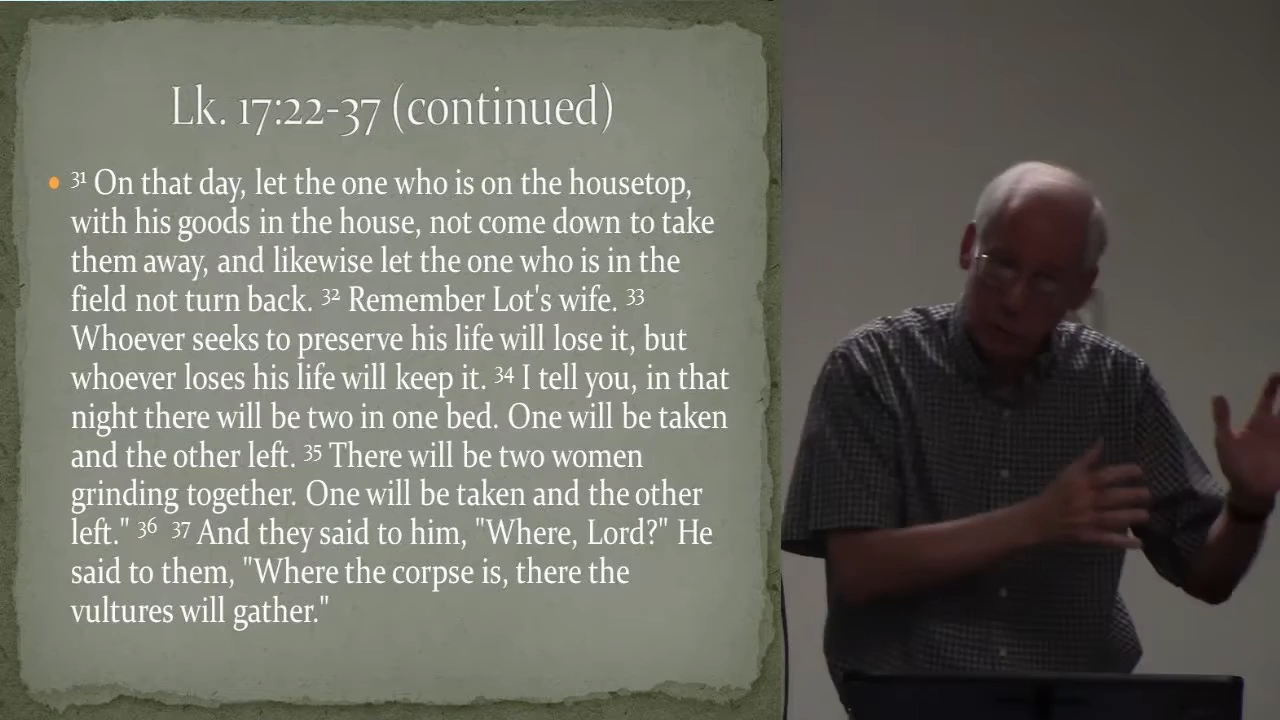 Lk. 17:22-37 (continued)
• ³¹ On that day, let the one who is on the housetop,
with his goods in the house, not come down to take
them away, and likewise let the one who is in the
field not turn back. ³² Remember Lot's wife. ³³
Whoever seeks to preserve his life will lose it, but
whoever loses his life will keep it. ³⁴ I tell you, in that
night there will be two in one bed. One will be taken
and the other left. ³⁵ There will be two women
grinding together. One will be taken and the other
left." ³⁶ ³⁷ And they said to him, "Where, Lord?" He
said to them, "Where the corpse is, there the
vultures will gather."